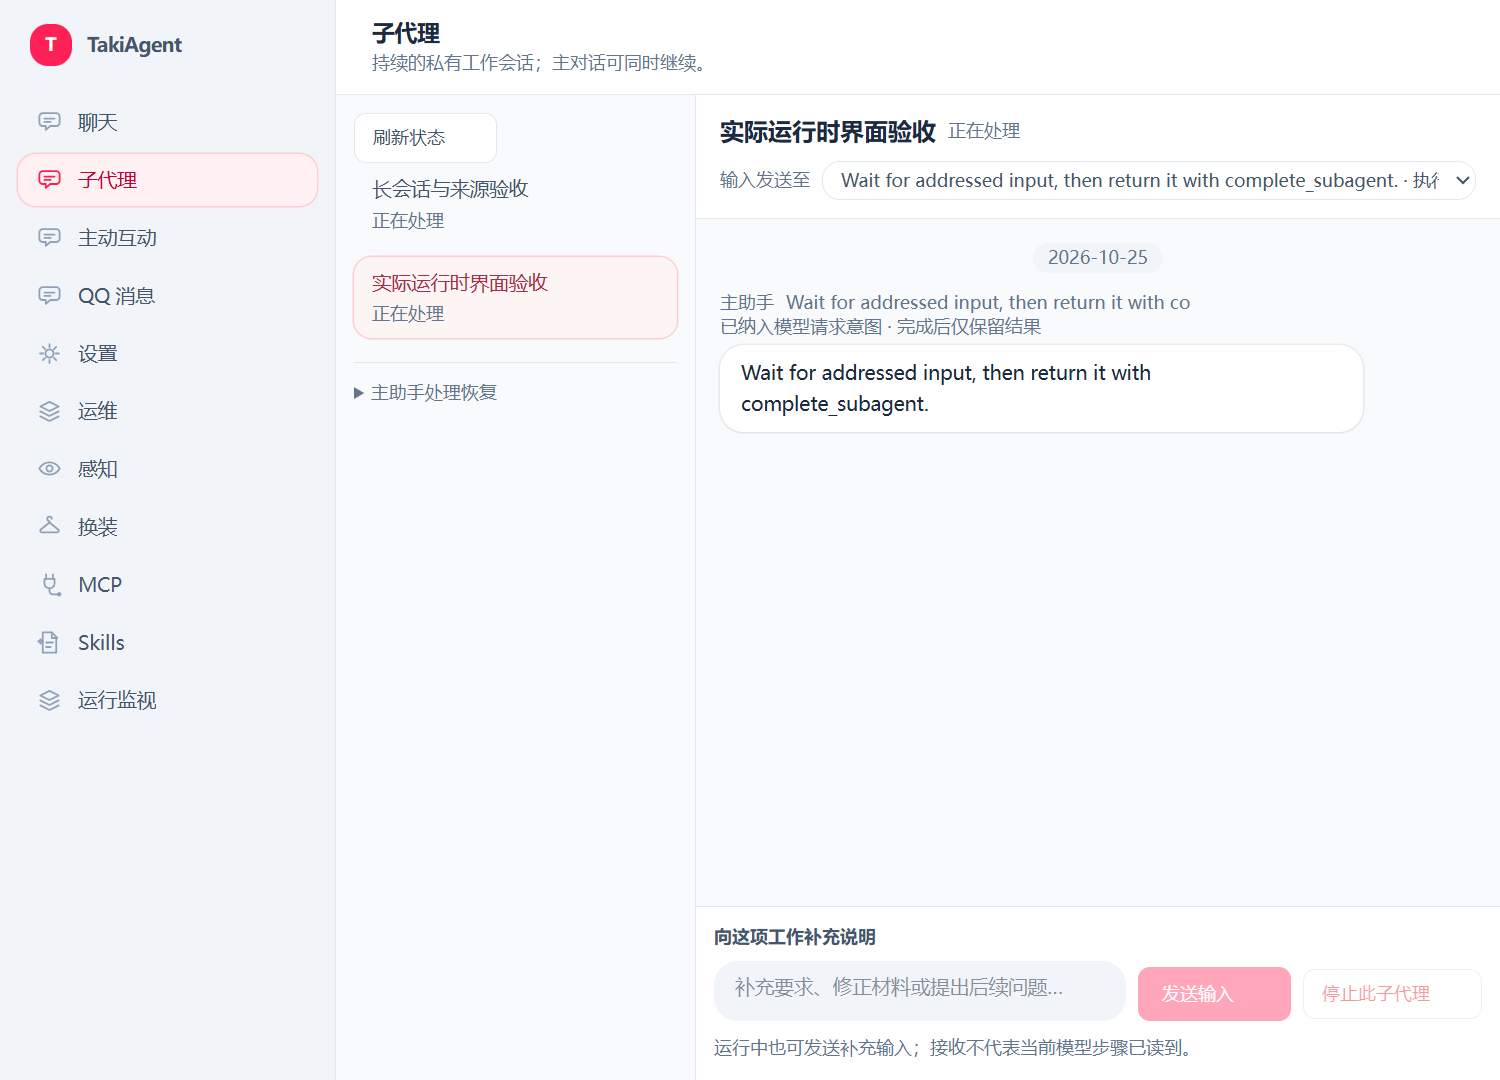 T TakiAgent
聊天
子代理
主动互动
QQ 消息
设置
运维
感知
换装
MCP
Skills
运行监视
子代理
持续的私有工作会话；主对话可同时继续。
刷新状态
长会话与来源验收
正在处理
实际运行时界面验收
正在处理
主助手处理恢复
实际运行时界面验收 正在处理
输入发送至 Wait for addressed input, then return it with complete_subagent. · 执行
2026-10-25
主助手 Wait for addressed input, then return it with co
已纳入模型请求意图 · 完成后仅保留结果
Wait for addressed input, then return it with
complete_subagent.
向这项工作补充说明
补充要求、修正材料或提出后续问题...
发送输入
停止此子代理
运行中也可发送补充输入；接收不代表当前模型步骤已读到。